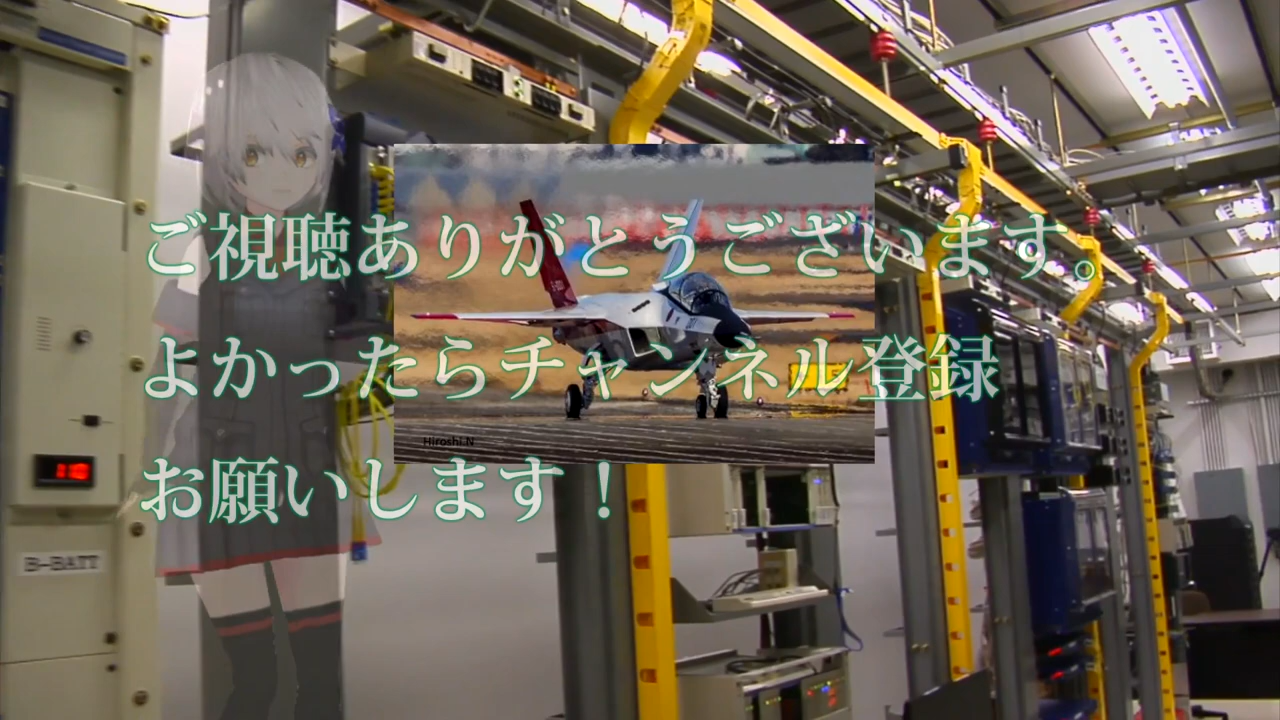 ご視聴ありがとうございます。
よかったらチャンネル登録
お願いします！
Hiroshi.N
B-BATT